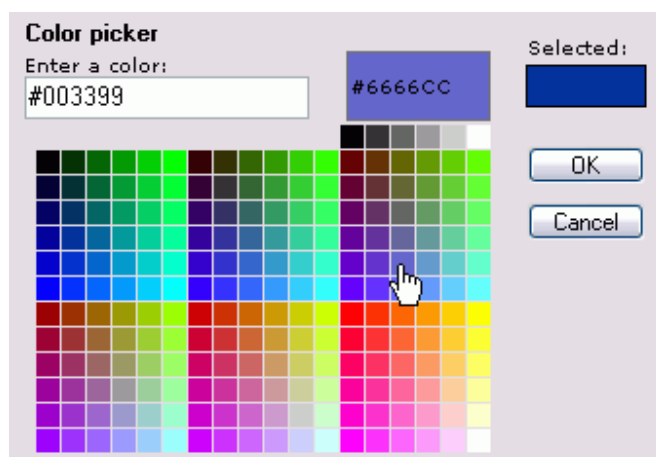 Color picker
Enter a color:
#003399
#6666CC
Selected:
OK
Cancel